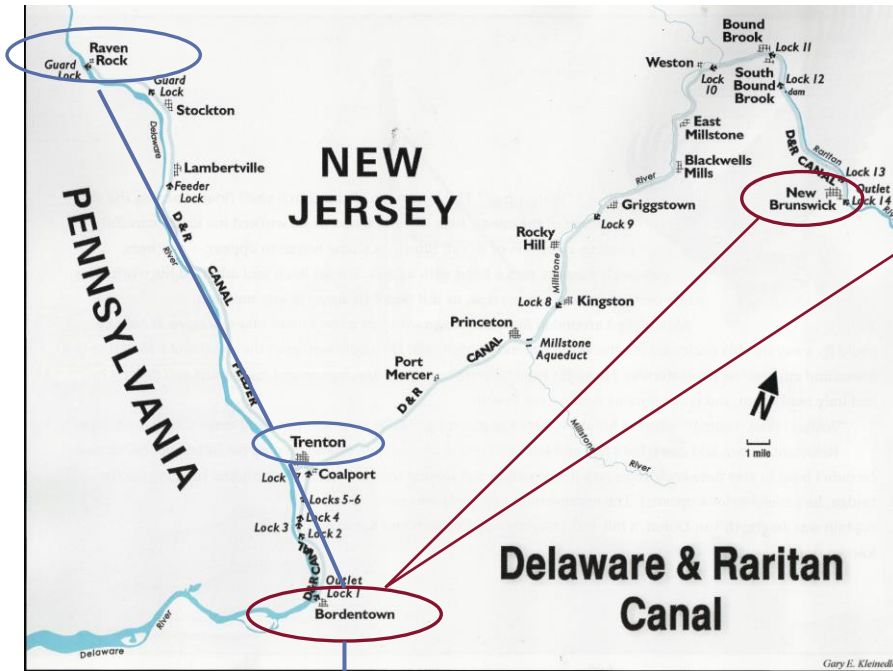 Raven
Rock
Guard
Lock
Guard
Lock
Stockton
Delaware
River
Lambertville
Feeder
Lock
D&R
CANAL
FEEDER
PENNSYLVANIA
NEW
JERSEY
Bound
Brook
Lock 11
Weston
Lock
10
South
Bound
Brook
Lock 12
dam
East
Millstone
Blackwells
Mills
D&R CANAL
Raritan
Lock 13
Outlet
Lock 14
New
Brunswick
River
Griggstown
Lock 9
Rocky
Hill
Millstone
Lock 8
Kingston
Princeton
Millstone
Aqueduct
CANAL
Port
Mercer
D&R
Millstone
River
N
1 mile
Trenton
Coalport
Lock 7
Locks 5-6
Lock 4
Lock 3
Lock 2
D&R CANAL
Outlet
Lock 1
Bordentown
River
Delaware
Delaware & Raritan
Canal